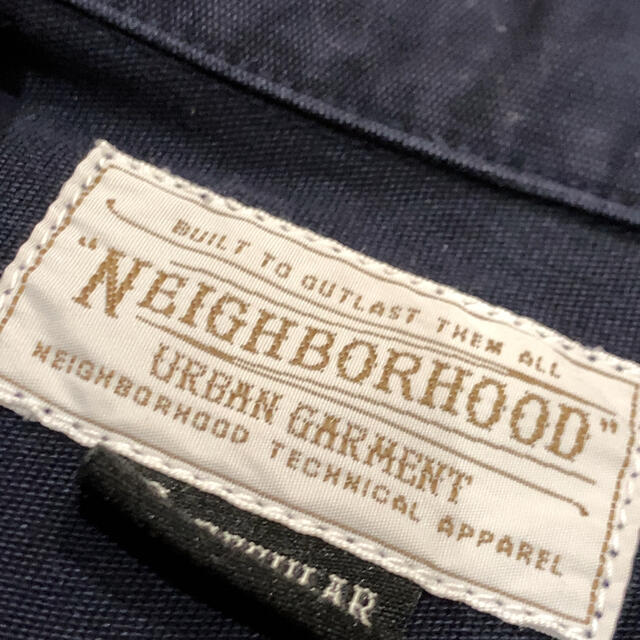 BUILT TO OUTLAST THEM ALL
"NEIGHBORHOOD"
URBAN GARMENT
NEIGHBORHOOD TECHNICAL APPAREL